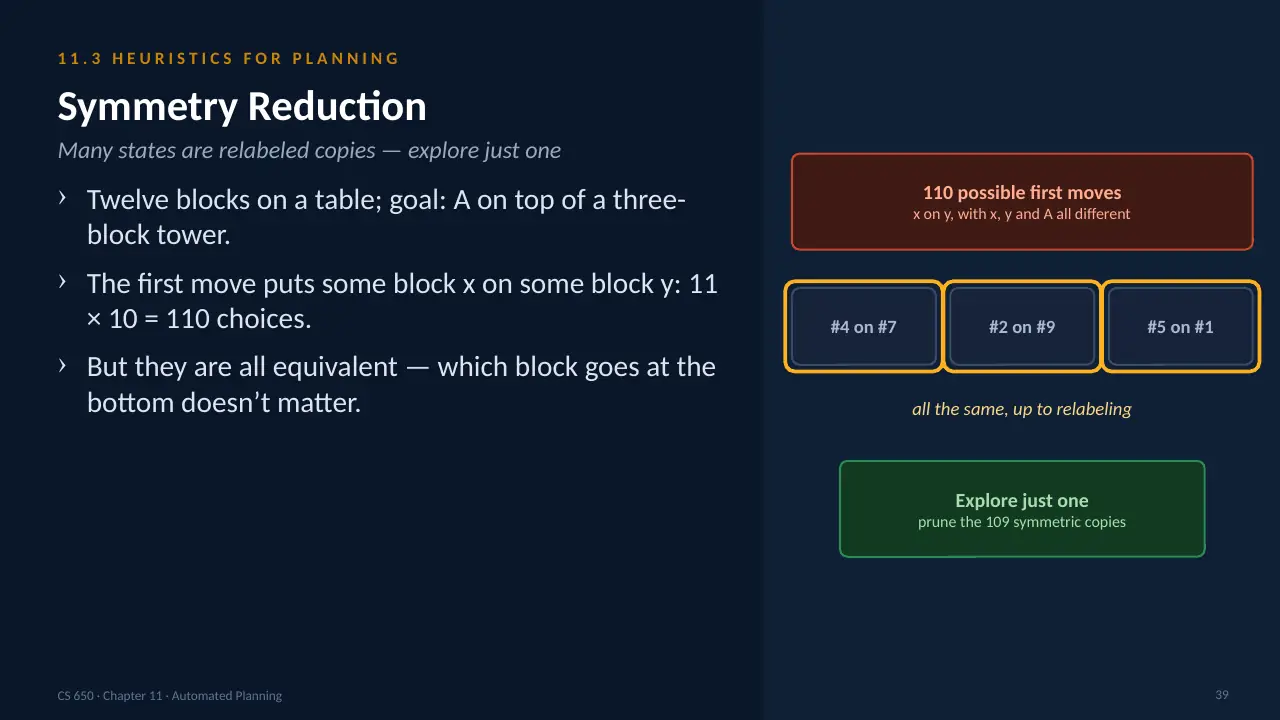 11.3 HEURISTICS FOR PLANNING
Symmetry Reduction
Many states are relabeled copies — explore just one
› Twelve blocks on a table; goal: A on top of a three-
block tower.
› The first move puts some block x on some block y: 11
× 10 = 110 choices.
› But they are all equivalent — which block goes at the
bottom doesn’t matter.
110 possible first moves
x on y, with x, y and A all different
#4 on #7
#2 on #9
#5 on #1
all the same, up to relabeling
Explore just one
prune the 109 symmetric copies
CS 650 · Chapter 11 · Automated Planning
39